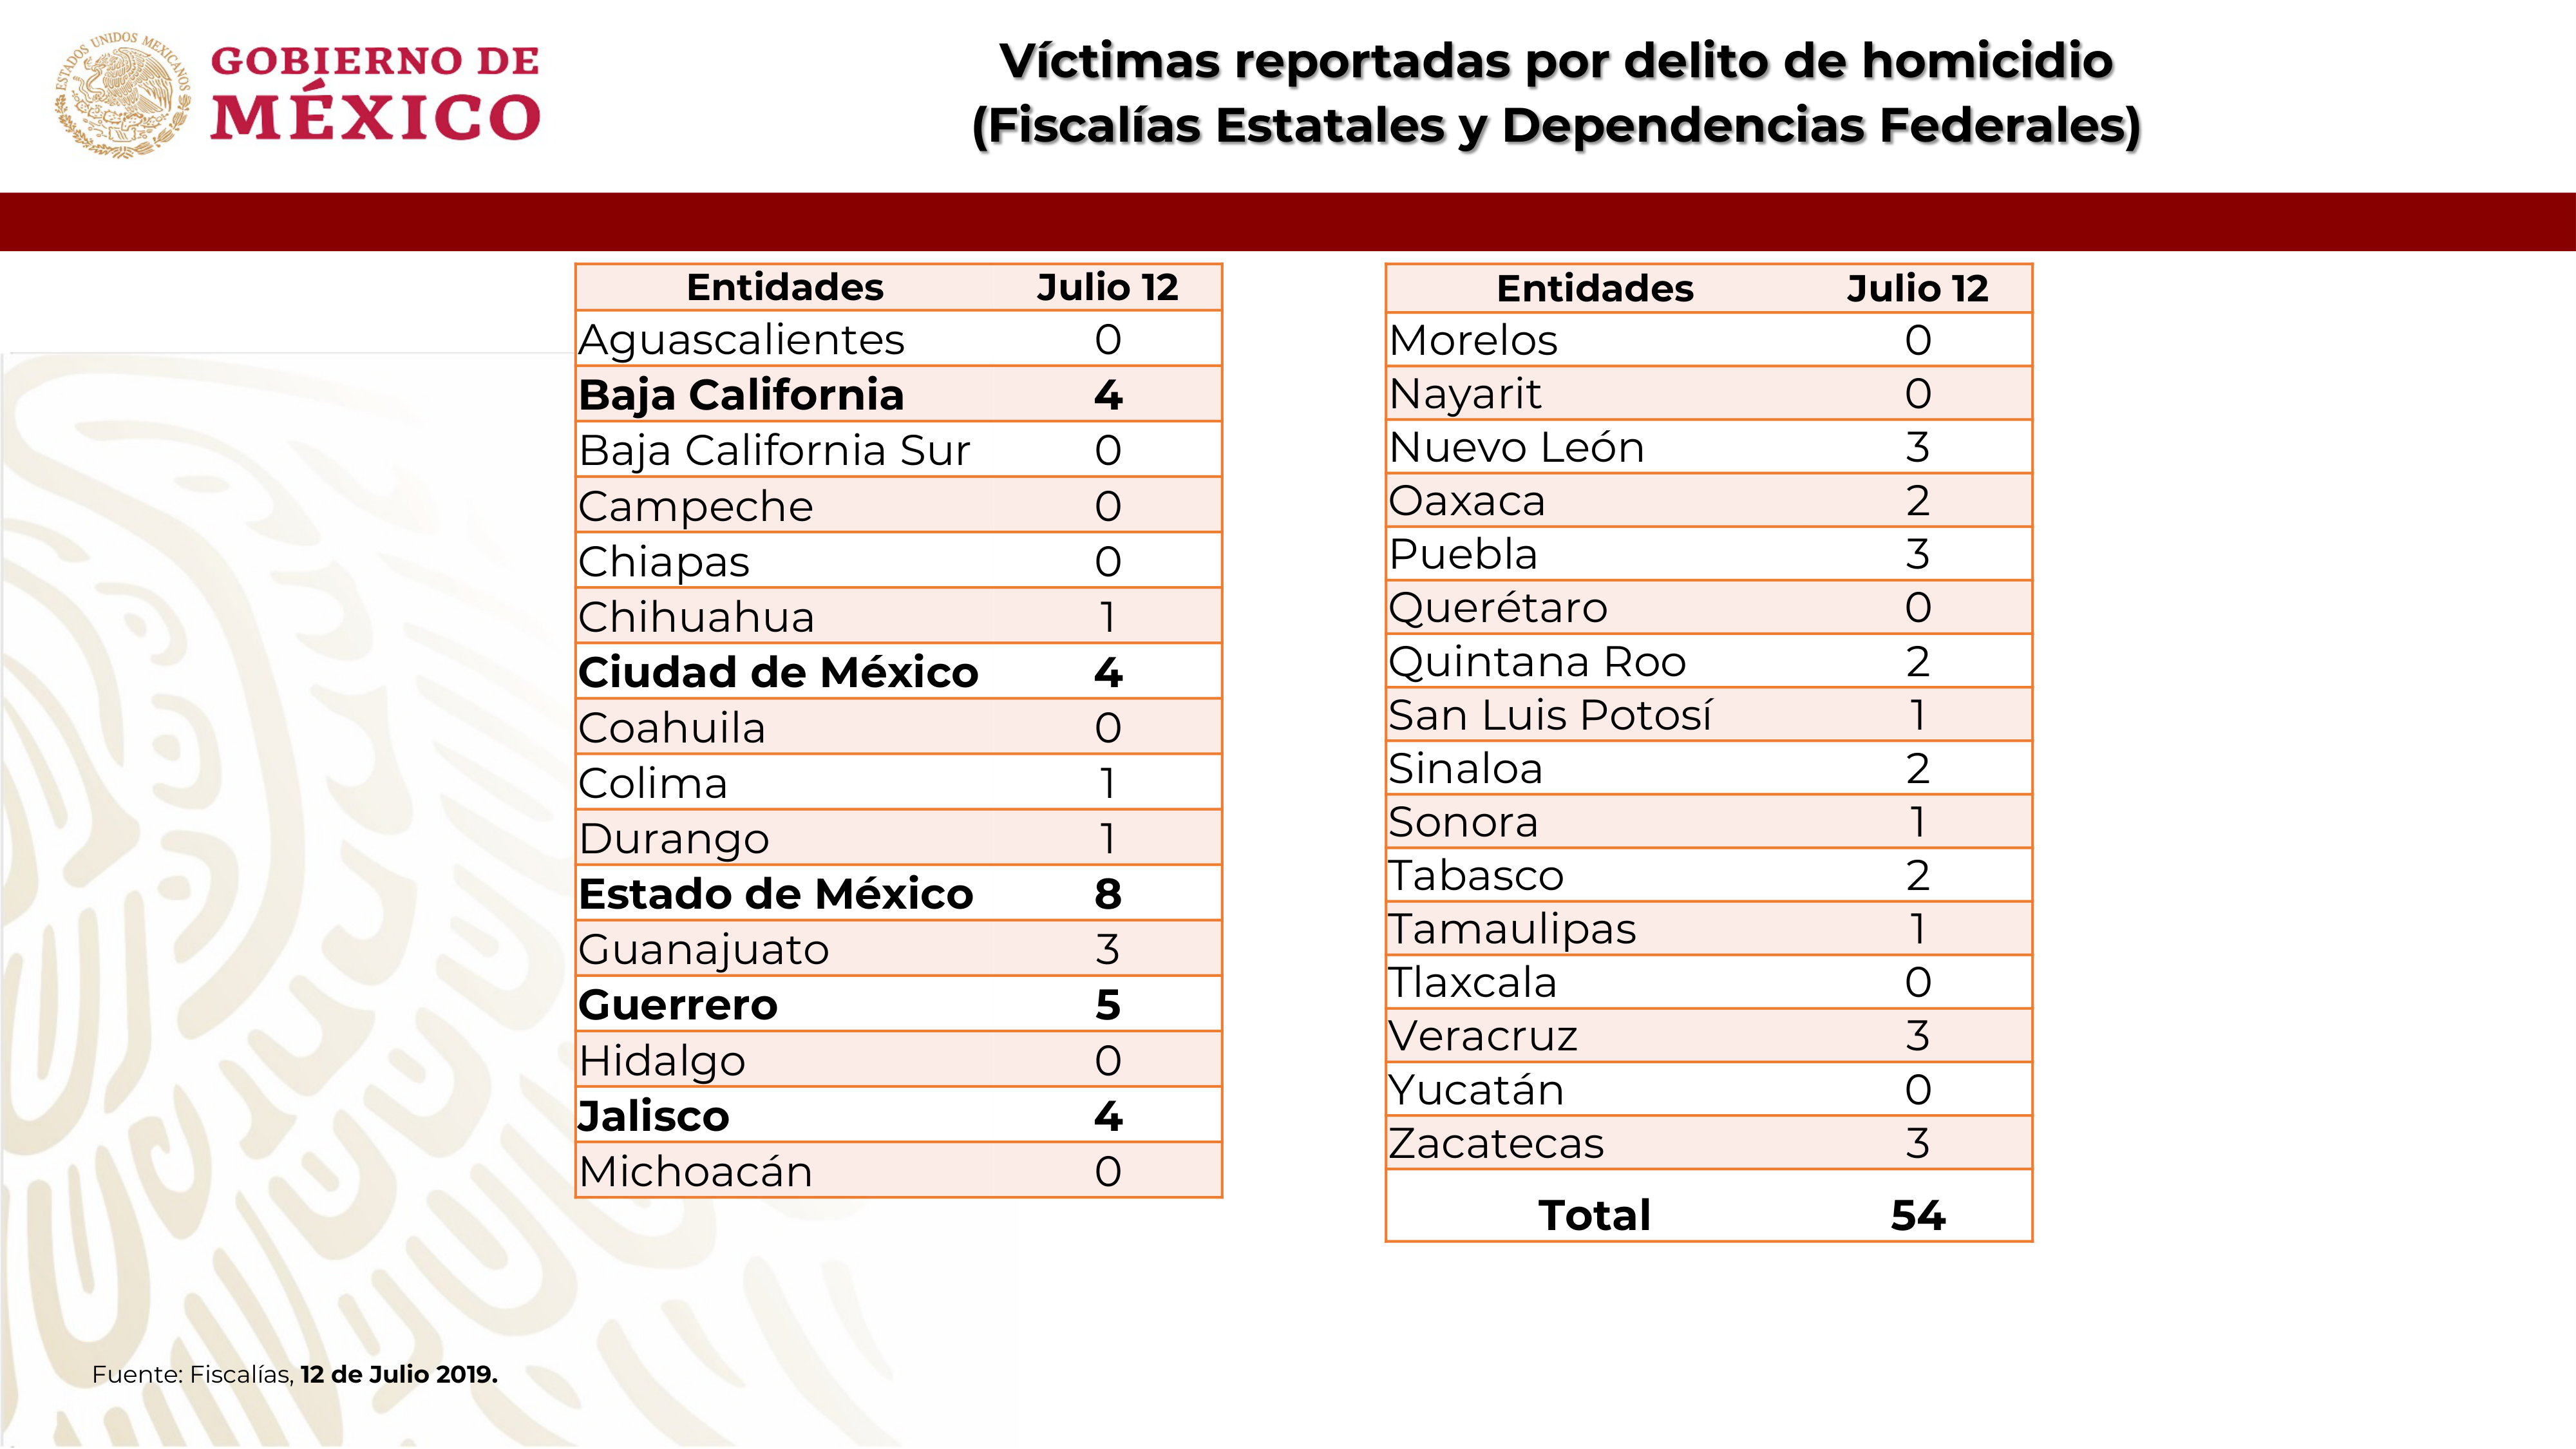 ESTADOS UNIDOS MEXICANOS
GOBIERNO DE
MÉXICO
Víctimas reportadas por delito de homicidio
(Fiscalías Estatales y Dependencias Federales)
Entidades Julio 12
Aguascalientes 0
Baja California 4
Baja California Sur 0
Campeche 0
Chiapas 0
Chihuahua 1
Ciudad de México 4
Coahuila 0
Colima 1
Durango 1
Estado de México 8
Guanajuato 3
Guerrero 5
Hidalgo 0
Jalisco 4
Michoacán 0
Entidades Julio 12
Morelos 0
Nayarit 0
Nuevo León 3
Oaxaca 2
Puebla 3
Querétaro 0
Quintana Roo 2
San Luis Potosí 1
Sinaloa 2
Sonora 1
Tabasco 2
Tamaulipas 1
Tlaxcala 0
Veracruz 3
Yucatán 0
Zacatecas 3
Total 54
Fuente: Fiscalías, 12 de Julio 2019.